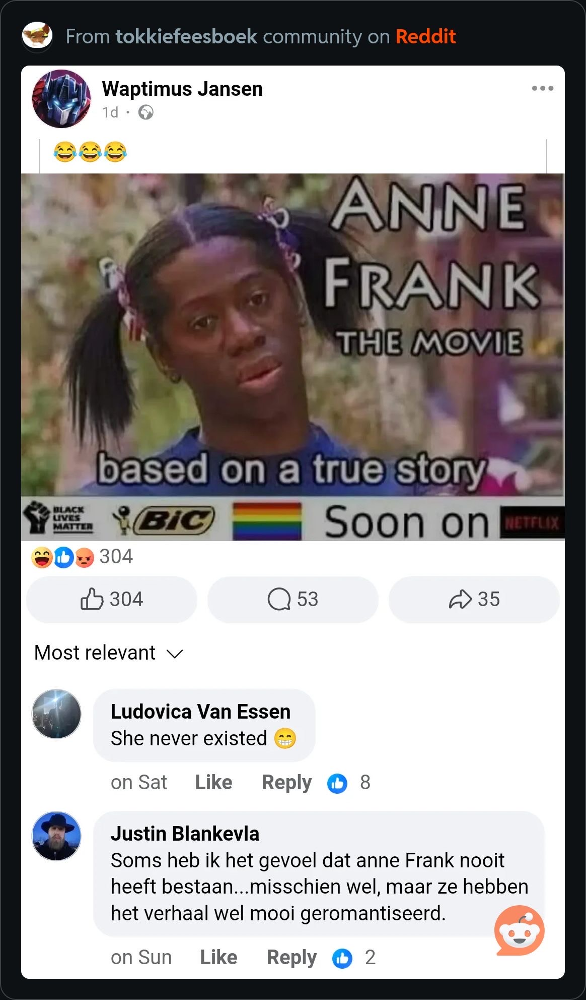 From tokkiefeesboek community on Reddit
Waptimus Jansen
1d ·
😂😂😂
ANNE
FRANK
THE MOVIE
based on a true story
BLACK
LIVES
MATTER
BIC
Soon on NETFLIX
304
304
53
35
Most relevant
Ludovica Van Essen
She never existed 😁
on Sat Like Reply 8
Justin Blankevla
Soms heb ik het gevoel dat anne Frank nooit
heeft bestaan...misschien wel, maar ze hebben
het verhaal wel mooi geromantiseerd.
on Sun Like Reply 2